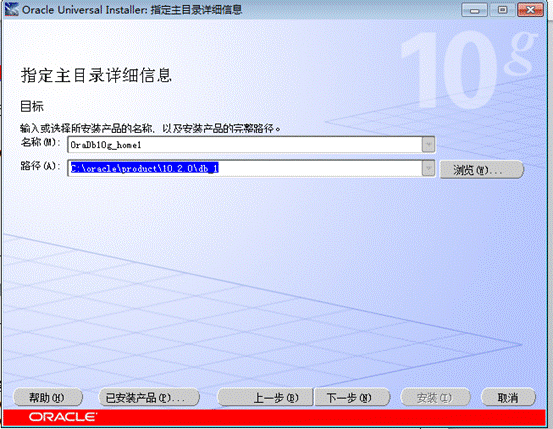 Oracle Universal Installer: 指定主目录详细信息
10g
指定主目录详细信息
目标
输入或选择所安装产品的名称，以及安装产品的完整路径。
名称(M): OraDb10g_home1
路径(A): C:\oracle\product\10.2.0\db_1 浏览(W)...
帮助(H) 已安装产品(P)... 上一步(B) 下一步(N) 安装(I) 取消
ORACLE